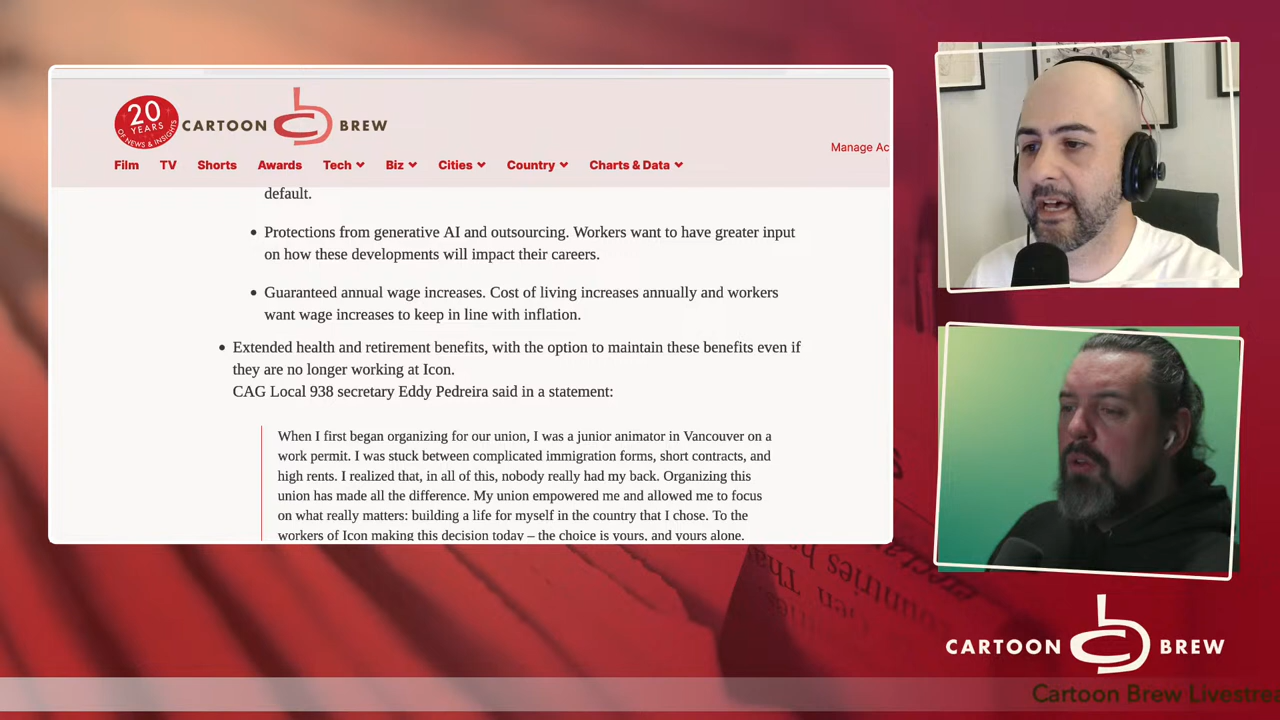 20
YEARS
OF NEWS & INSIGHTS
CARTOON BREW
Manage Ac
Film TV Shorts Awards Tech Biz Cities Country Charts & Data
default.
• Protections from generative AI and outsourcing. Workers want to have greater input
on how these developments will impact their careers.
• Guaranteed annual wage increases. Cost of living increases annually and workers
want wage increases to keep in line with inflation.
• Extended health and retirement benefits, with the option to maintain these benefits even if
they are no longer working at Icon.
CAG Local 938 secretary Eddy Pedreira said in a statement:
When I first began organizing for our union, I was a junior animator in Vancouver on a
work permit. I was stuck between complicated immigration forms, short contracts, and
high rents. I realized that, in all of this, nobody really had my back. Organizing this
union has made all the difference. My union empowered me and allowed me to focus
on what really matters: building a life for myself in the country that I chose. To the
workers of Icon making this decision today – the choice is yours, and yours alone.
CARTOON BREW
Cartoon Brew Livestrea